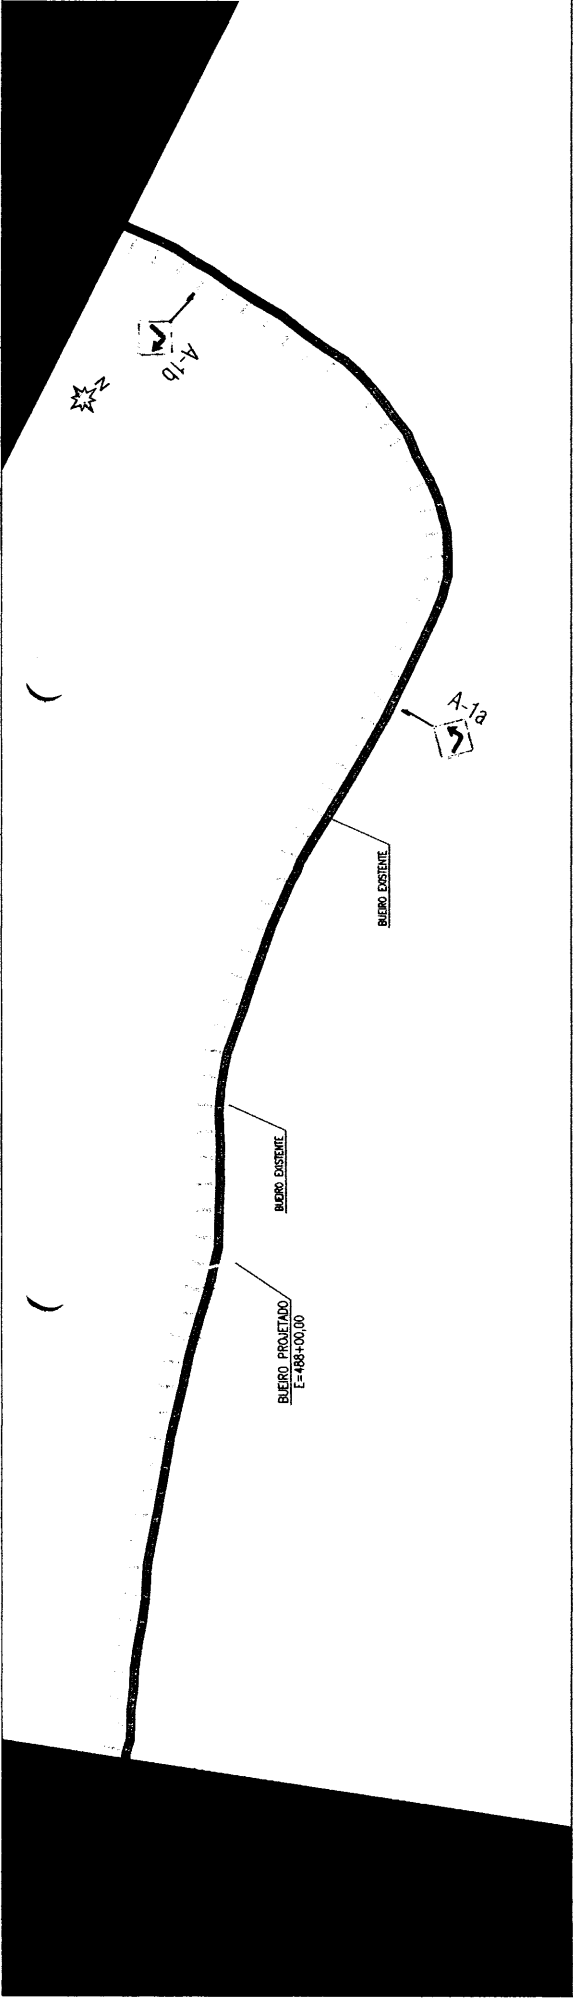 A-1b
N
A-1a
BUEIRO EXISTENTE
BUEIRO EXISTENTE
BUEIRO PROJETADO
E=488+00,00